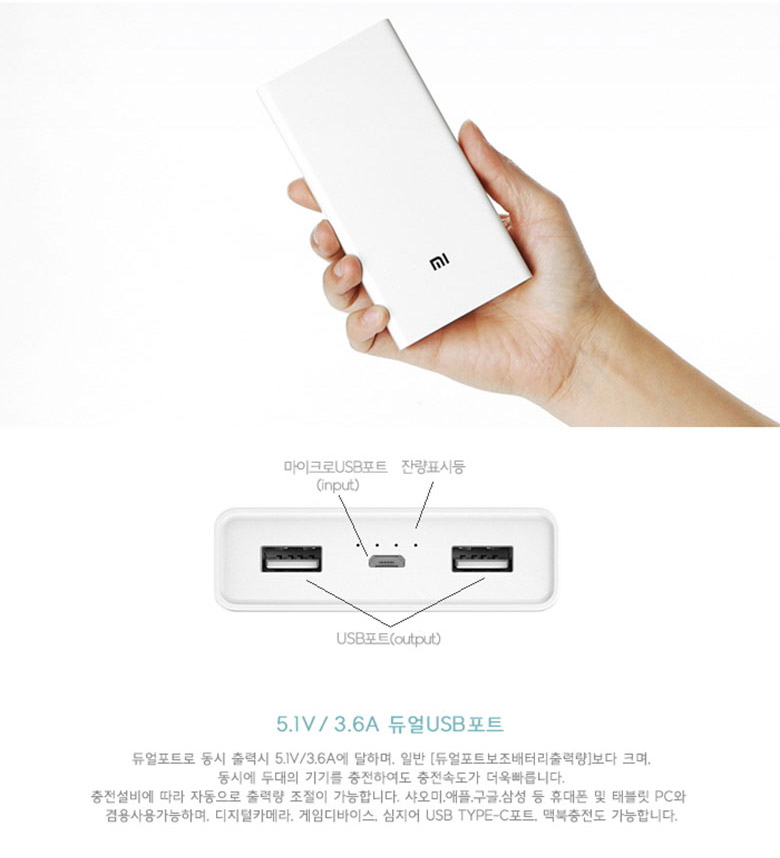 MI
마이크로USB포트 잔량표시등
(input)
USB포트(output)
5.1V / 3.6A 듀얼USB포트
듀얼포트로 동시 출력시 5.1V/3.6A에 달하며, 일반 [듀얼포트보조배터리출력량]보다 크며,
동시에 두대의 기기를 충전하여도 충전속도가 더욱빠릅니다.
충전설비에 따라 자동으로 출력량 조절이 가능합니다. 샤오미,애플,구글,삼성 등 휴대폰 및 태블릿 PC와
겸용사용가능하며, 디지털카메라, 게임디바이스, 심지어 USB TYPE-C포트, 맥북충전도 가능합니다.